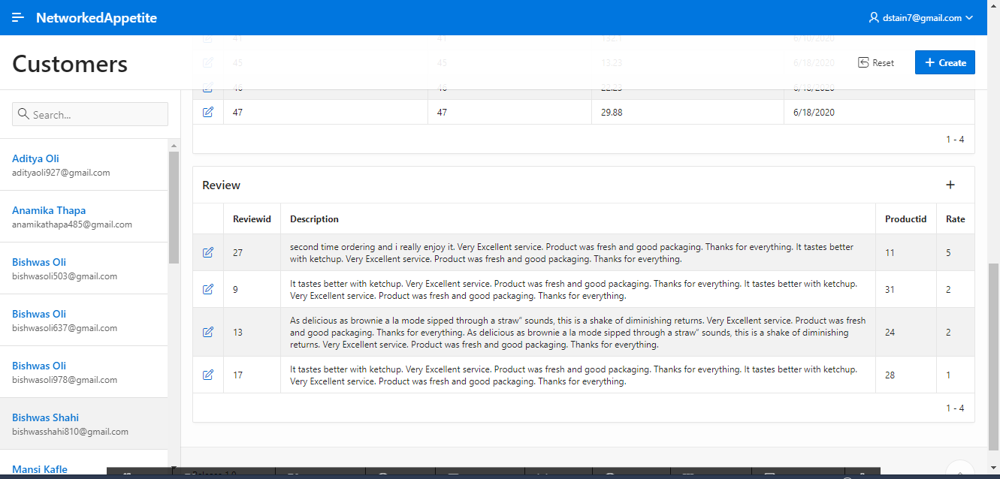 NetworkedAppetite
dstain7@gmail.com
Customers
Reset
Create
Search...
Aditya Oli
adityaoli927@gmail.com
Anamika Thapa
anamikathapa485@gmail.com
Bishwas Oli
bishwasoli503@gmail.com
Bishwas Oli
bishwasoli637@gmail.com
Bishwas Oli
bishwasoli978@gmail.com
Bishwas Shahi
bishwasshahi810@gmail.com
Mansi Kafle
41 41 132.1 6/10/2020
45 45 13.23 6/18/2020
47 47 29.88 6/18/2020
1 - 4
Review
Reviewid Description Productid Rate
27 second time ordering and i really enjoy it. Very Excellent service. Product was fresh and good packaging. Thanks for everything. It tastes better 11 5
with ketchup. Very Excellent service. Product was fresh and good packaging. Thanks for everything.
9 It tastes better with ketchup. Very Excellent service. Product was fresh and good packaging. Thanks for everything. It tastes better with ketchup. 31 2
Very Excellent service. Product was fresh and good packaging. Thanks for everything.
As delicious as brownie a la mode sipped through a straw” sounds, this is a shake of diminishing returns. Very Excellent service. Product was fresh
13 and good packaging. Thanks for everything. As delicious as brownie a la mode sipped through a straw” sounds, this is a shake of diminishing 24 2
returns. Very Excellent service. Product was fresh and good packaging. Thanks for everything.
17 It tastes better with ketchup. Very Excellent service. Product was fresh and good packaging. Thanks for everything. It tastes better with ketchup. 28 1
Very Excellent service. Product was fresh and good packaging. Thanks for everything.
1 - 4